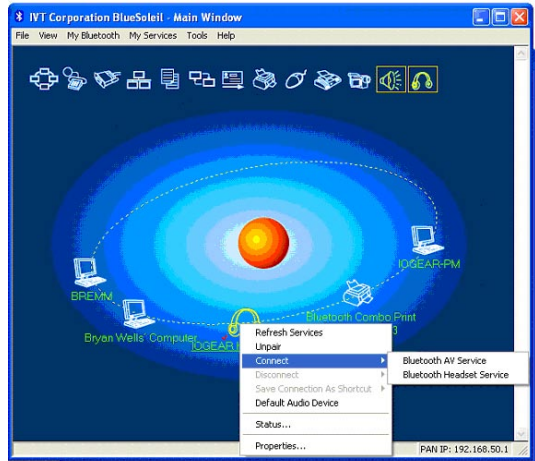 IVT Corporation BlueSoleil - Main Window
File View My Bluetooth My Services Tools Help
IOGEAR-PM
BREMM
Bluetooth Combo Print
3
Bryan Wells' Computer
IOGEAR
Refresh Services
Unpair
Connect
Bluetooth AV Service
Disconnect
Bluetooth Headset Service
Save Connection As Shortcut
Default Audio Device
Status...
Properties...
PAN IP: 192.168.50.1